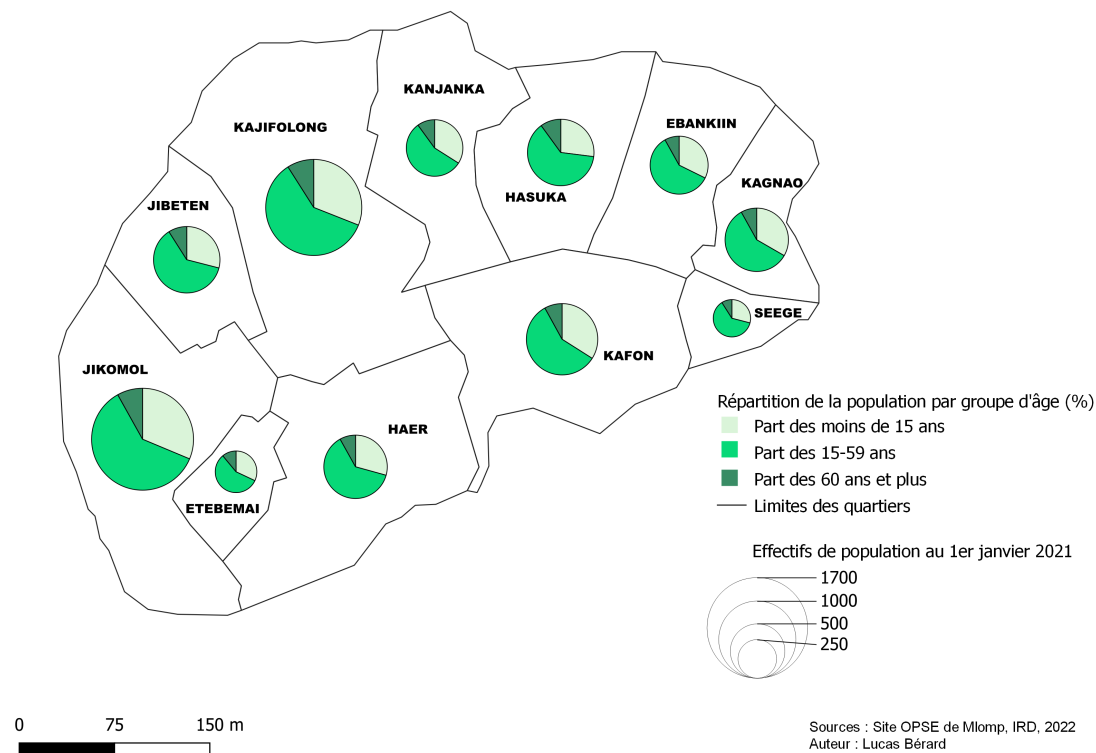 KANJANKA
KAJIFOLONG
EBANKIIN
KAGNAO
HASUKA
JIBETEN
SEEGE
KAFON
JIKOMOL
HAER
ETEBEMAI
Répartition de la population par groupe d'âge (%)
Part des moins de 15 ans
Part des 15-59 ans
Part des 60 ans et plus
Limites des quartiers
Effectifs de population au 1er janvier 2021
1700
1000
500
250
0 75 150 m
Sources : Site OPSE de Mlomp, IRD, 2022
Auteur : Lucas Bérard